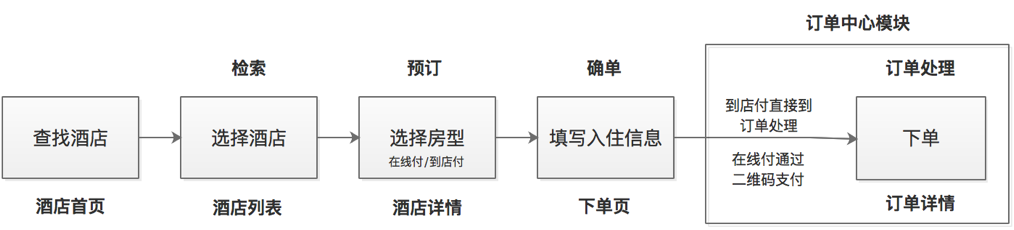 订单中心模块
检索
预订
确单
订单处理
查找酒店
选择酒店
选择房型
在线付/到店付
填写入住信息
到店付直接到
订单处理
在线付通过
二维码支付
下单
酒店首页
酒店列表
酒店详情
下单页
订单详情